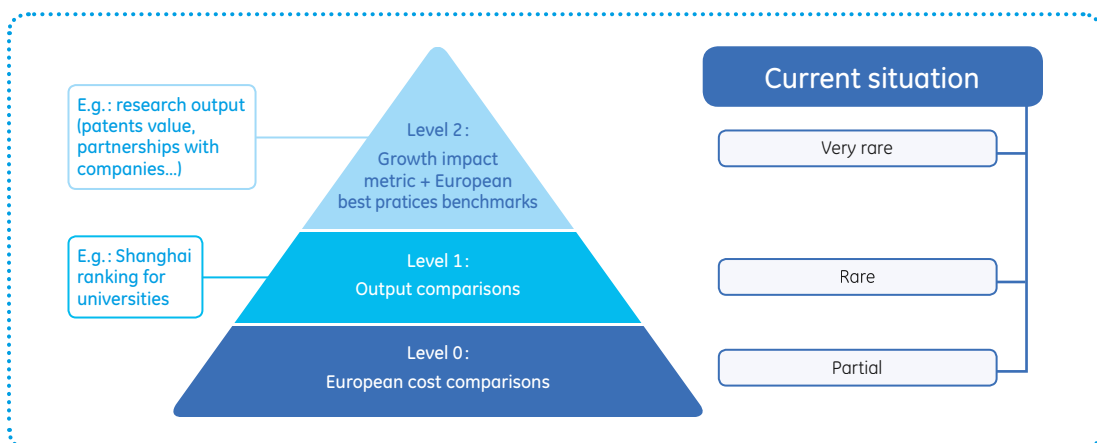 E.g.: research output
(patents value,
partnerships with
companies...)
Level 2:
Growth impact
metric + European
best pratices benchmarks
E.g.: Shanghai
ranking for
universities
Level 1:
Output comparisons
Level 0:
European cost comparisons
Current situation
Very rare
Rare
Partial